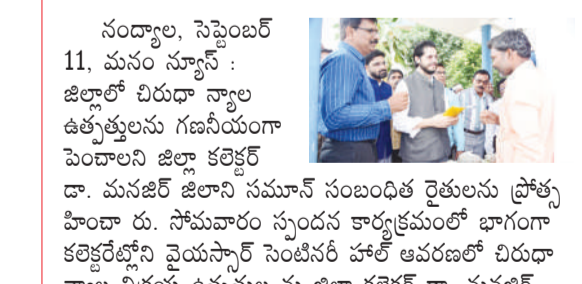 నంద్యాల, సెప్టెంబర్
11, మనం న్యూస్ :
జిల్లాలో చిరుధా న్యాల
ఉత్పత్తులను గణనీయంగా
పెంచాలని జిల్లా కలెక్టర్
డా. మనజిర్ జిలాని సమూన్ సంబంధిత రైతులను ప్రోత్స
హించా రు. సోమవారం స్పందన కార్యక్రమంలో భాగంగా
కలెక్టరేట్లోని వైయస్సార్ సెంటినరీ హాల్ ఆవరణలో చిరుధా